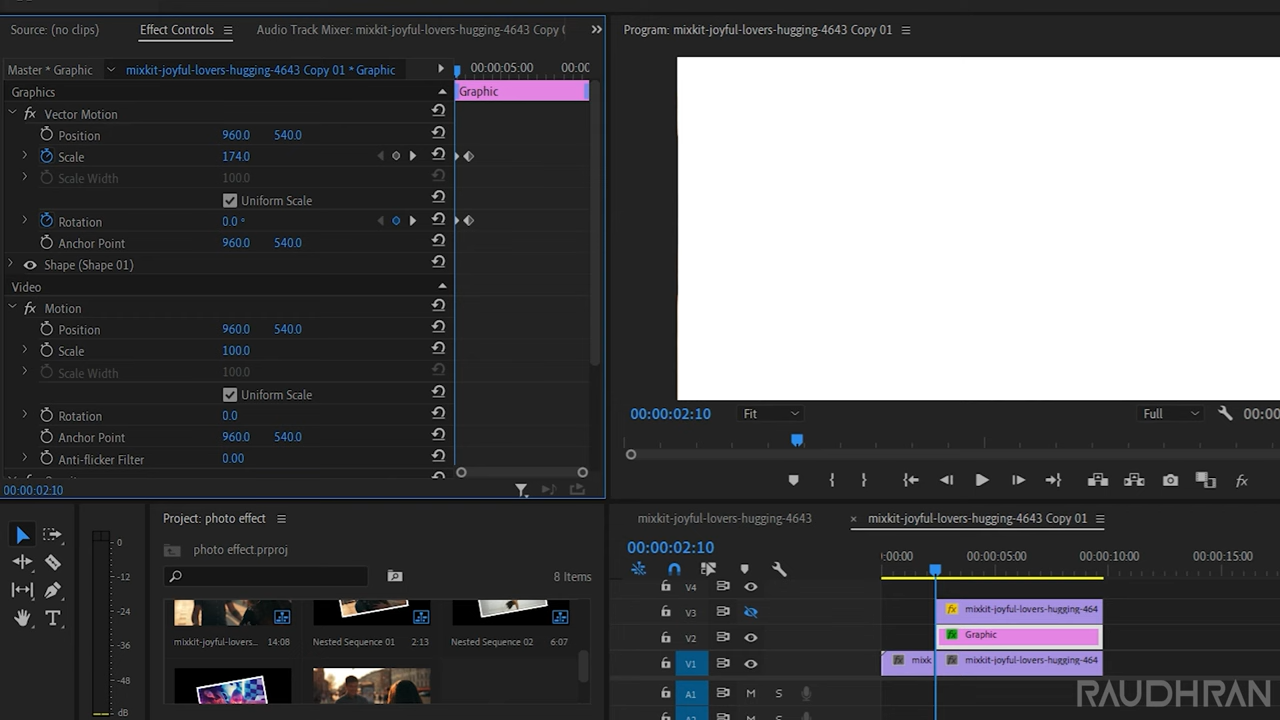 Source: (no clips)
Effect Controls
Audio Track Mixer: mixkit-joyful-lovers-hugging-4643 Copy 0
Program: mixkit-joyful-lovers-hugging-4643 Copy 01
Master * Graphic
mixkit-joyful-lovers-hugging-4643 Copy 01 * Graphic
00:00:05:00
00:0
Graphics
Graphic
fx Vector Motion
Position 960.0 540.0
Scale 174.0
Scale Width 100.0
Uniform Scale
Rotation 0.0 °
Anchor Point 960.0 540.0
Shape (Shape 01)
Video
fx Motion
Position 960.0 540.0
Scale 100.0
Scale Width 100.0
Uniform Scale
Rotation 0.0
Anchor Point 960.0 540.0
Anti-flicker Filter 0.00
00:00:02:10
00:00:02:10
Fit
Full
00:00
fx
Project: photo effect
photo effect.prproj
8 Items
mixkit-joyful-lovers... 14:08
Nested Sequence 01 2:13
Nested Sequence 02 6:07
0
-12
-24
-36
-48
dB
mixkit-joyful-lovers-hugging-4643
× mixkit-joyful-lovers-hugging-4643 Copy 01
00:00:02:10
:00:00
00:00:05:00
00:00:10:00
00:00:15:00
V4
V3
fx mixkit-joyful-lovers-hugging-464
V2
fx Graphic
V1
fx mixk
fx mixkit-joyful-lovers-hugging-464
A1 M S
RAUDHRAN